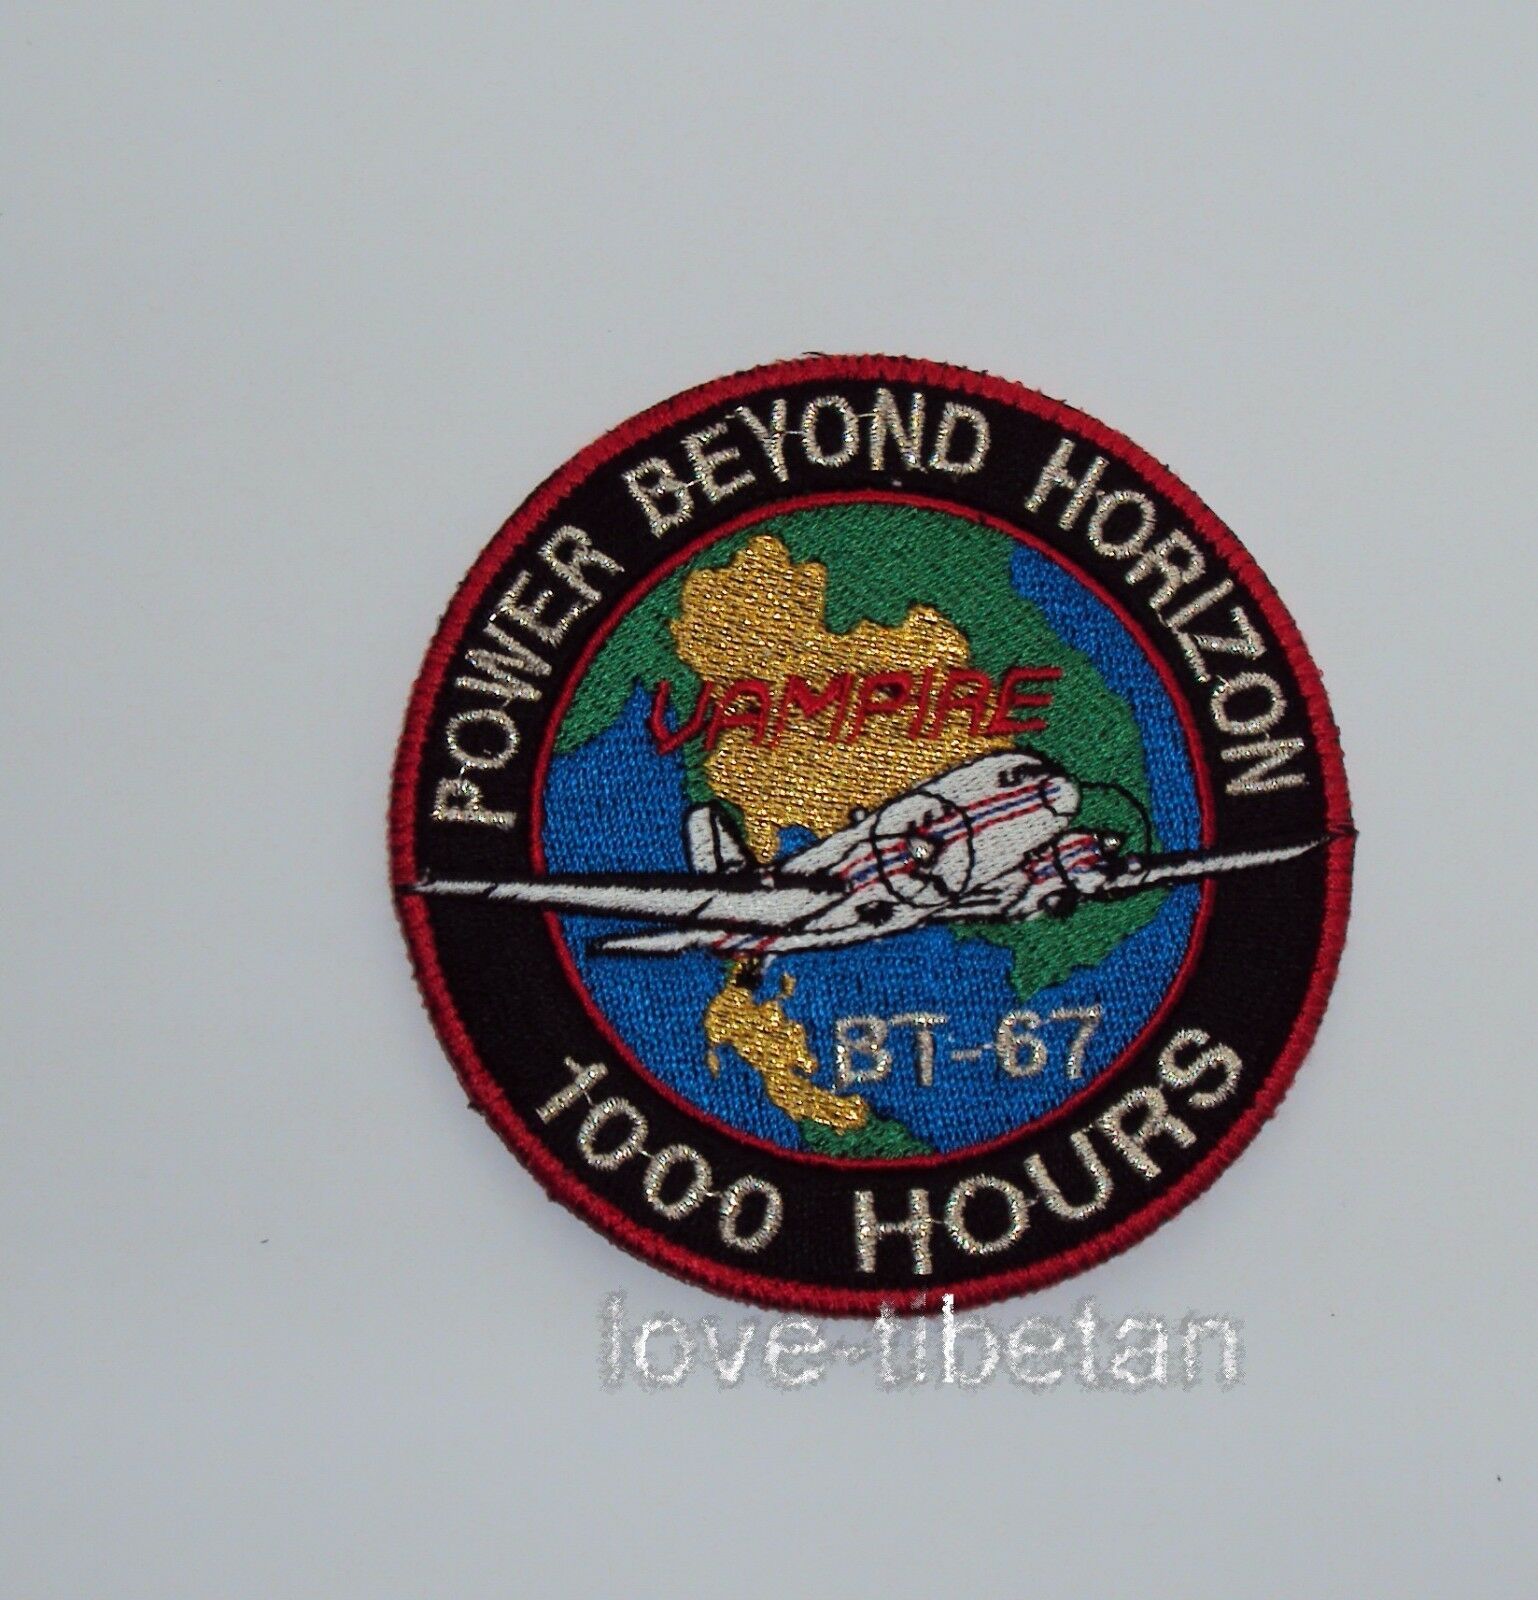 POWER BEYOND HORIZON
VAMPIRE
BT-67
1000 HOURS
love-tibetan